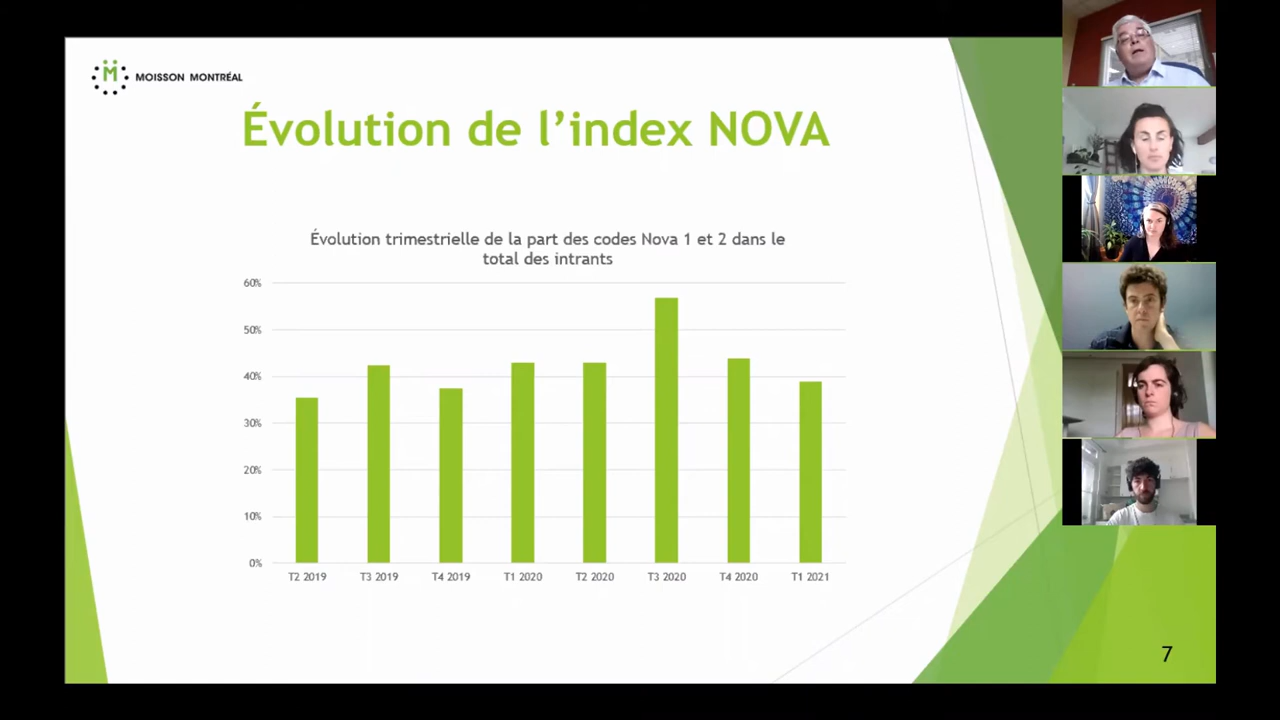 MOISSON MONTRÉAL
Évolution de l'index NOVA
Évolution trimestrielle de la part des codes Nova 1 et 2 dans le
total des intrants
60%
50%
40%
30%
20%
10%
0%
T2 2019 T3 2019 T4 2019 T1 2020 T2 2020 T3 2020 T4 2020 T1 2021
7